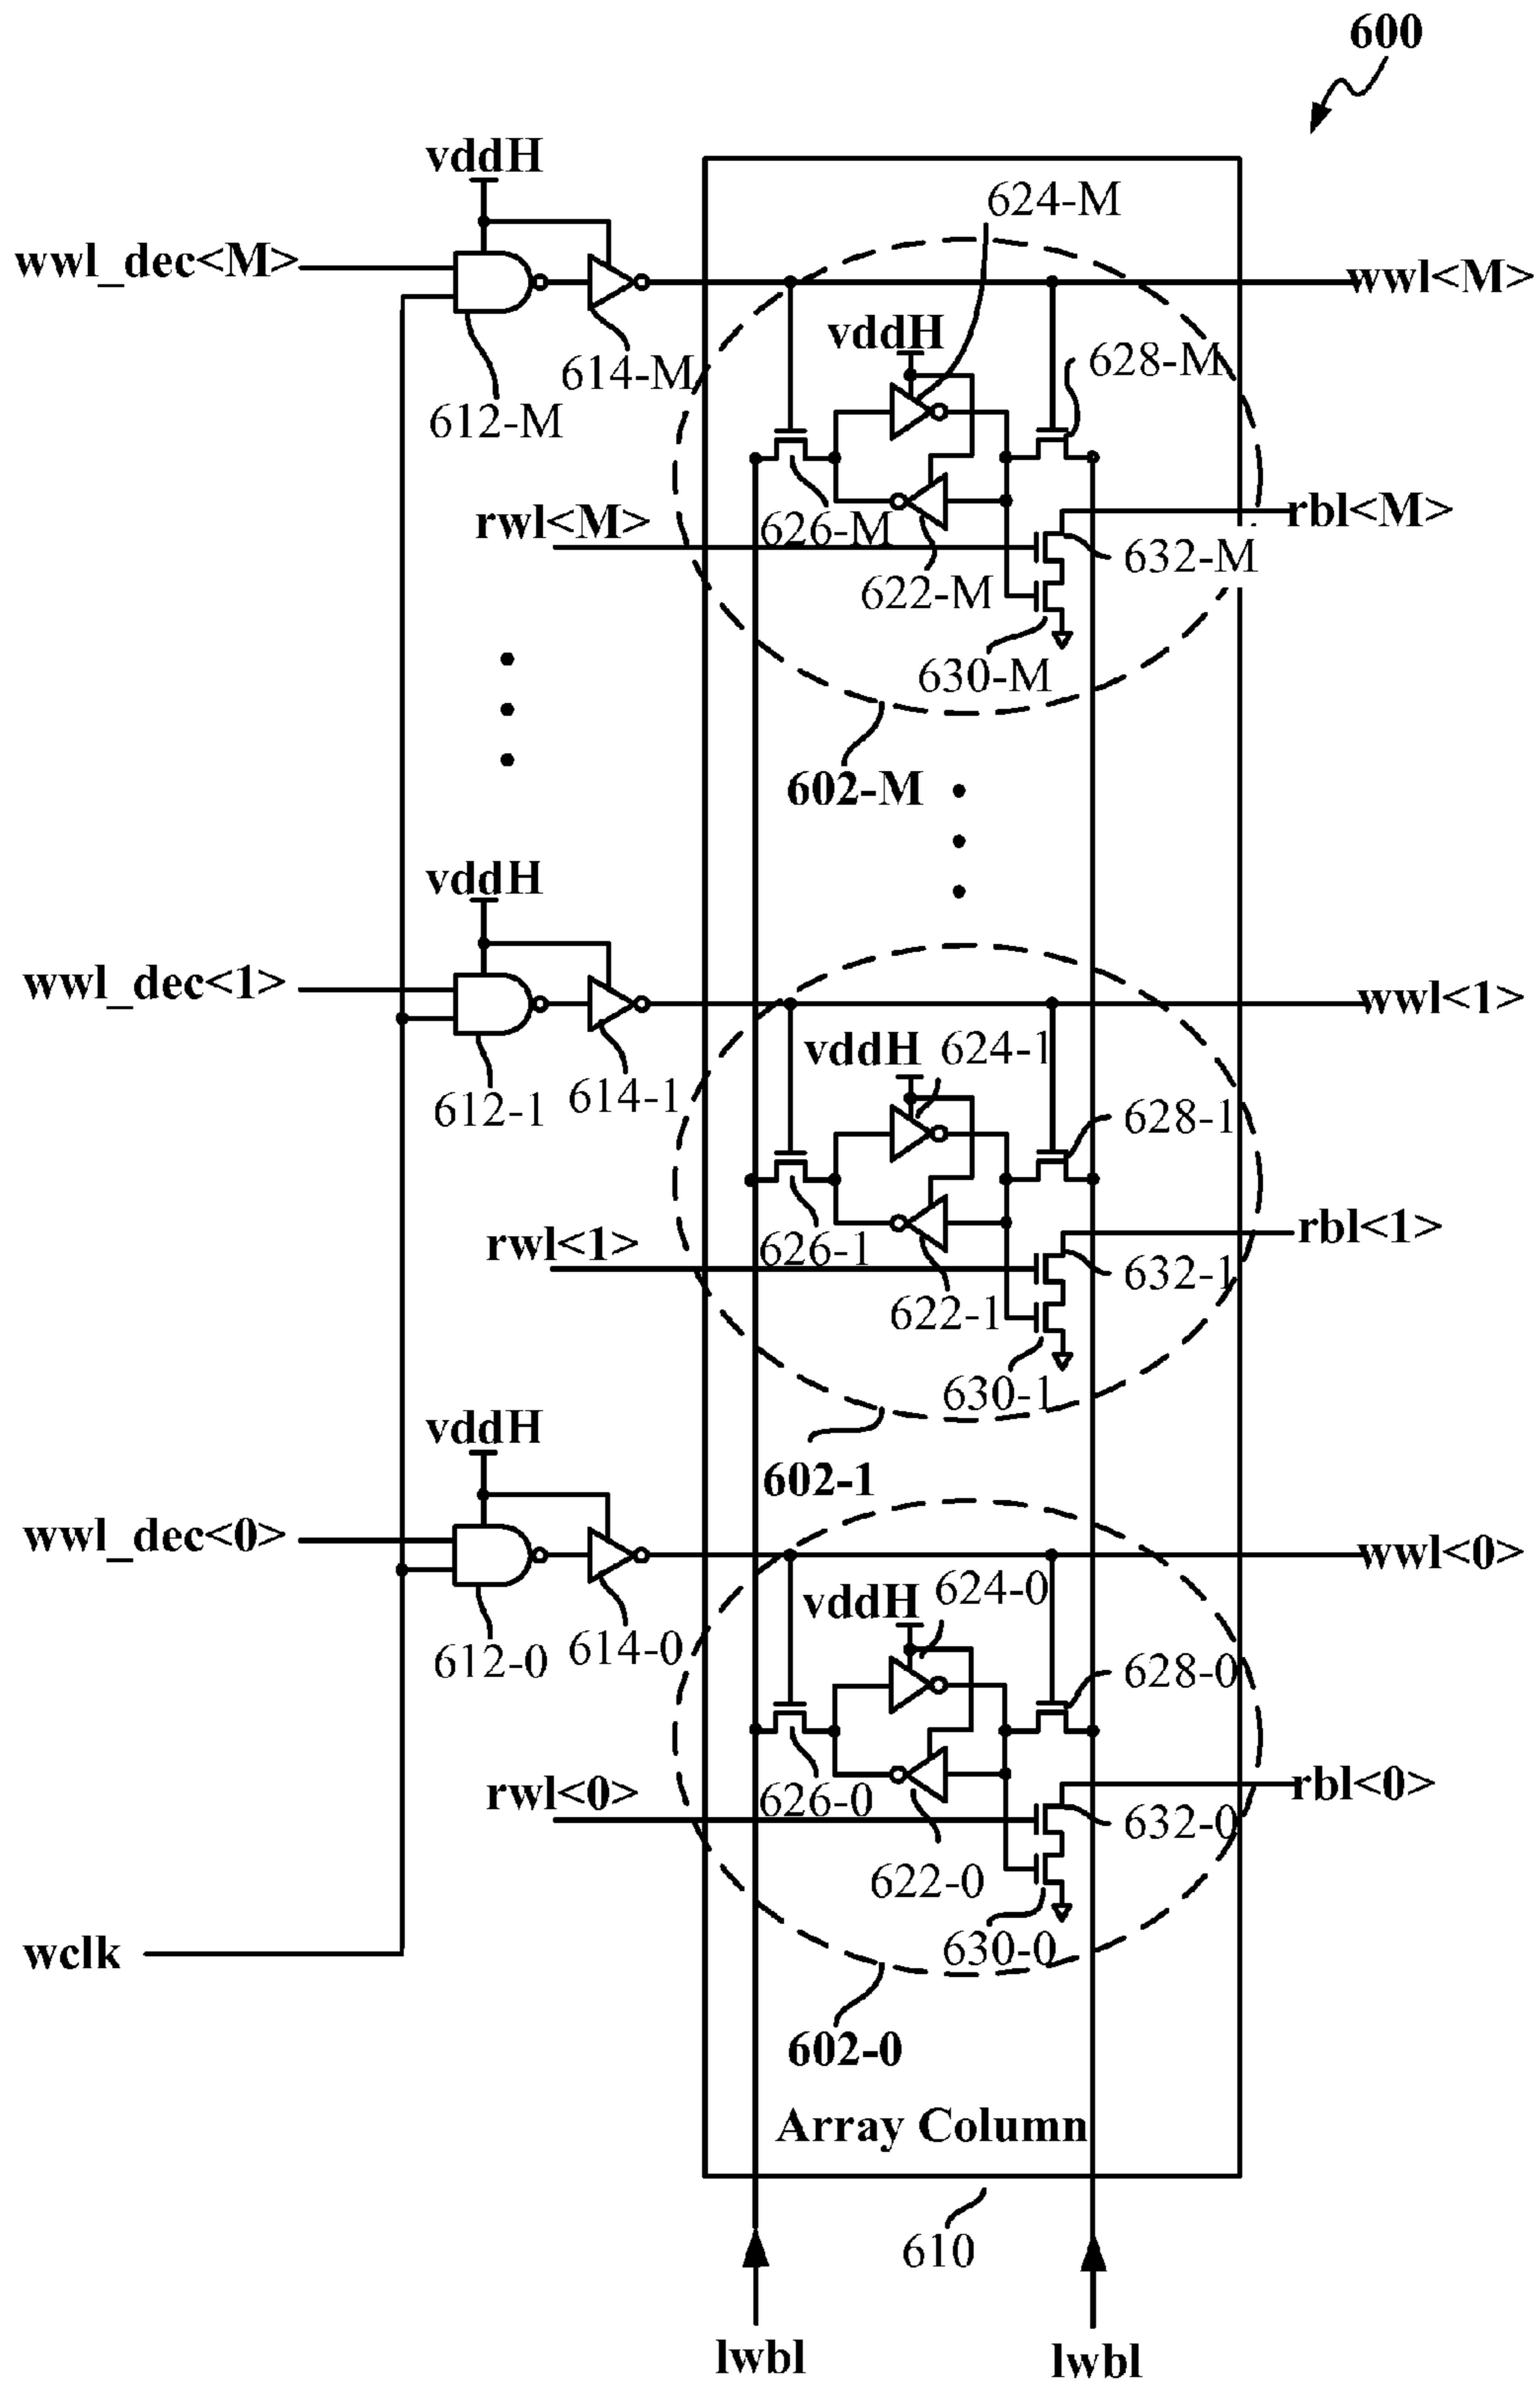 600
vddH
624-M
wwl_dec<M>
wwl<M>
vddH
628-M
614-M
612-M
rbl<M>
rwl<M>
626-M
632-M
622-M
630-M
602-M
vddH
wwl_dec<1>
wwl<1>
vddH
624-1
612-1
614-1
628-1
rbl<1>
rwl<1>
626-1
632-1
622-1
630-1
vddH
602-1
wwl_dec<0>
wwl<0>
vddH
624-0
612-0
614-0
628-0
rbl<0>
rwl<0>
626-0
632-0
622-0
630-0
wclk
602-0
Array Column
610
lwbl
lwbl